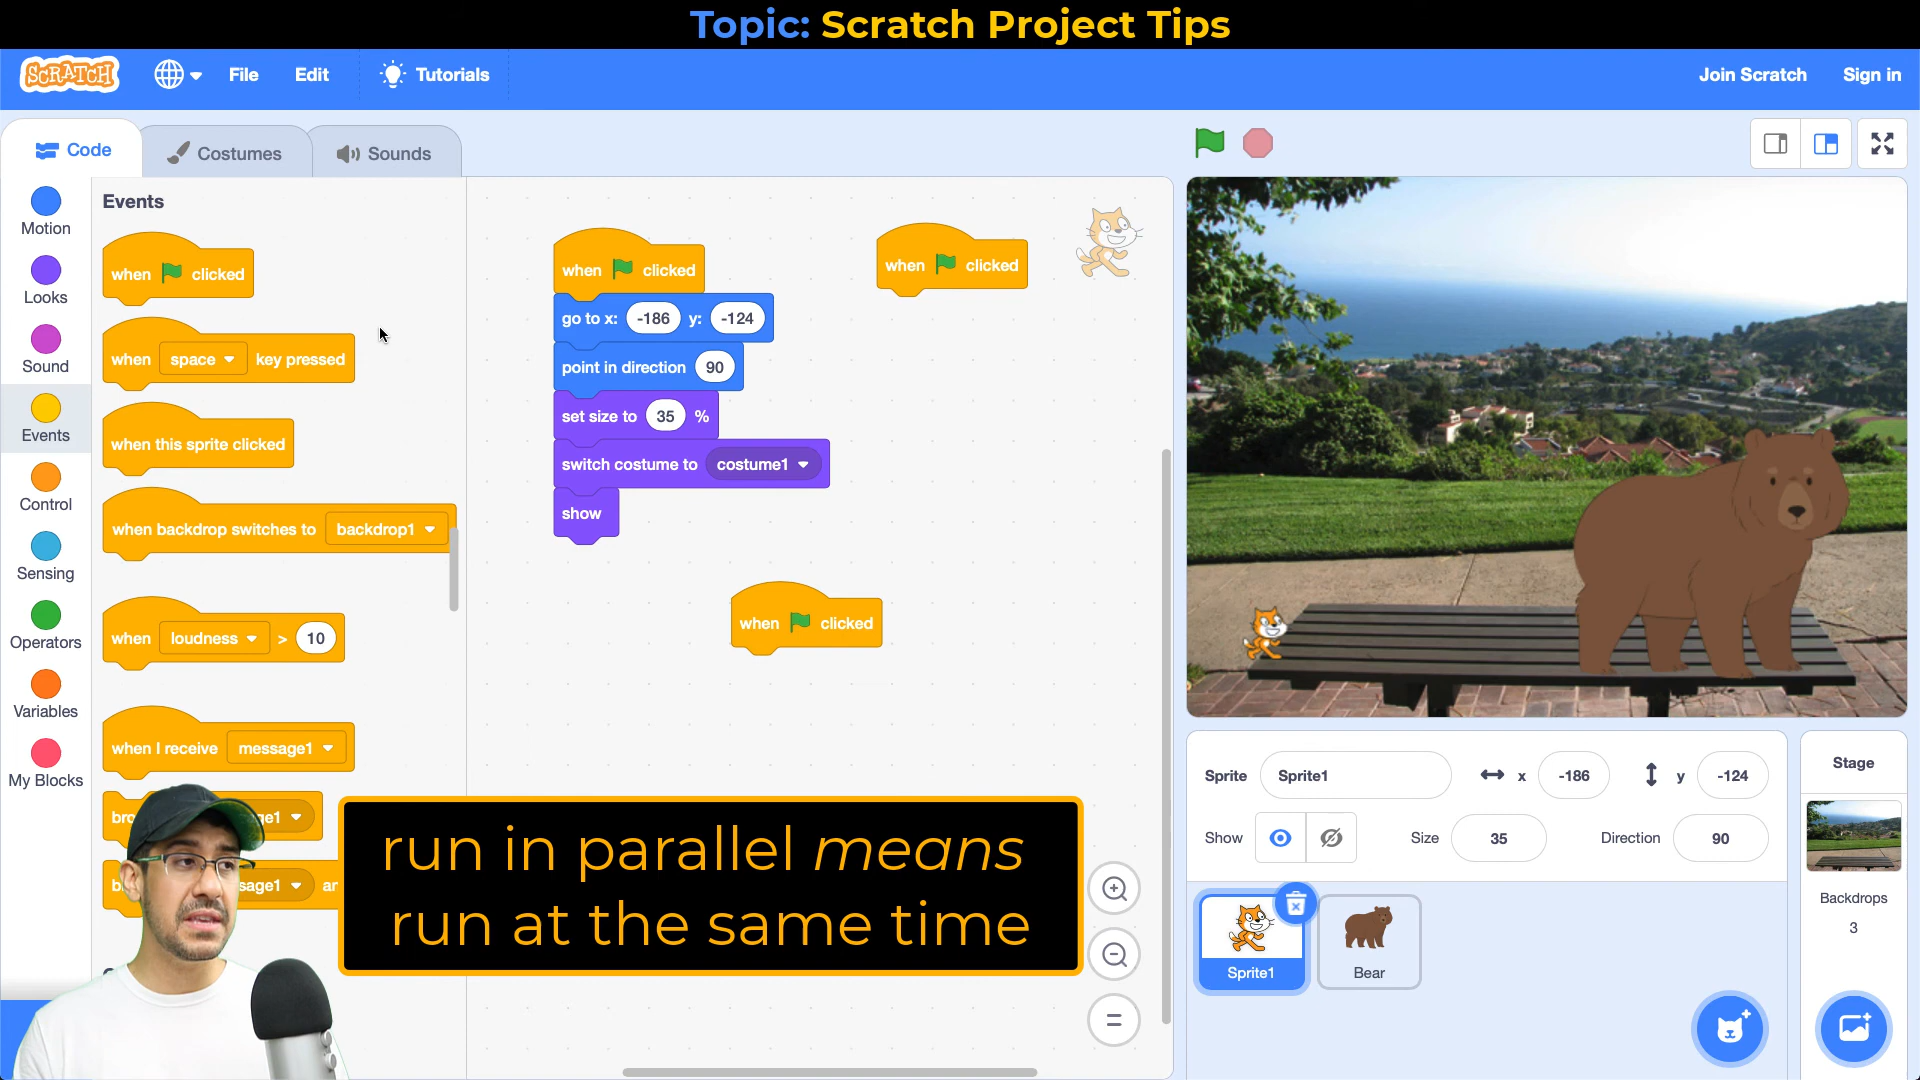 Topic: Scratch Project Tips
SCRATCH
File
Edit
Tutorials
Join Scratch
Sign in
Code
Costumes
Sounds
Motion
Looks
Sound
Events
Control
Sensing
Operators
Variables
My Blocks
Events
when clicked
when space key pressed
when this sprite clicked
when backdrop switches to backdrop1
when loudness > 10
when I receive message1
when clicked
go to x: -186 y: -124
point in direction 90
set size to 35 %
switch costume to costume1
show
when clicked
when clicked
run in parallel means
run at the same time
Sprite
Sprite1
x -186
y -124
Show
Size 35
Direction 90
Sprite1
Bear
Stage
Backdrops
3